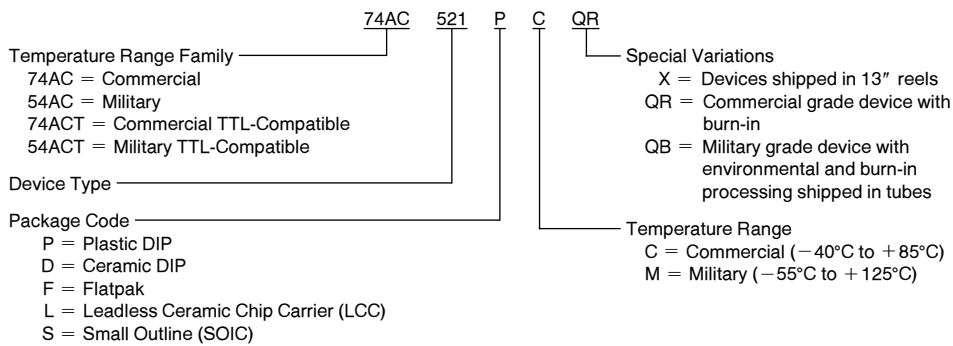 74AC 521 P C QR
Temperature Range Family
74AC = Commercial
54AC = Military
74ACT = Commercial TTL-Compatible
54ACT = Military TTL-Compatible
Device Type
Package Code
P = Plastic DIP
D = Ceramic DIP
F = Flatpak
L = Leadless Ceramic Chip Carrier (LCC)
S = Small Outline (SOIC)
Special Variations
X = Devices shipped in 13″ reels
QR = Commercial grade device with
burn-in
QB = Military grade device with
environmental and burn-in
processing shipped in tubes
Temperature Range
C = Commercial (−40°C to +85°C)
M = Military (−55°C to +125°C)